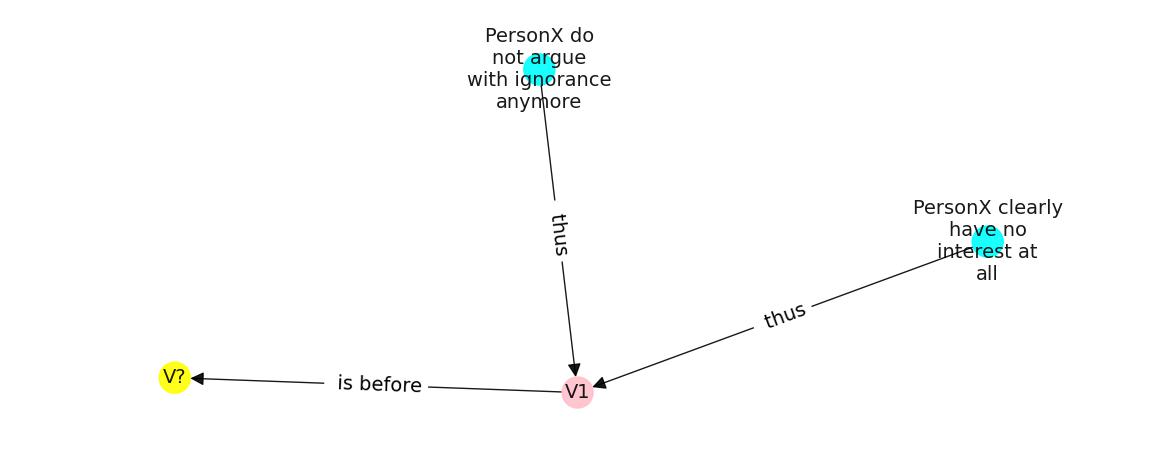 PersonX do
not argue
with ignorance
anymore
PersonX clearly
have no
interest at
all
thus
thus
V?
is before
V1